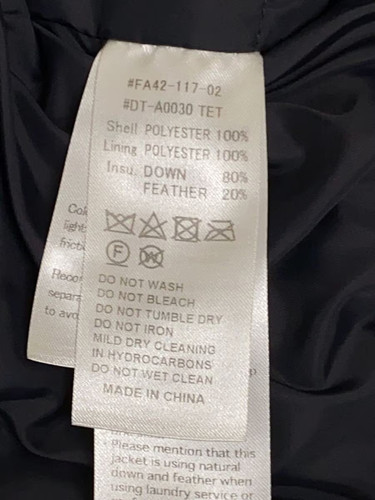 #FA42-117-02
#DT-A0030 TET
Shell POLYESTER 100%
Lining POLYESTER 100%
Insu. DOWN 80%
FEATHER 20%
F W
DO NOT WASH
DO NOT BLEACH
DO NOT TUMBLE DRY
DO NOT IRON
MILD DRY CLEANING
IN HYDROCARBONS
DO NOT WET CLEAN
MADE IN CHINA
to avo
Please mention that this
jacket is using natural
down and feather when
using laundry service or